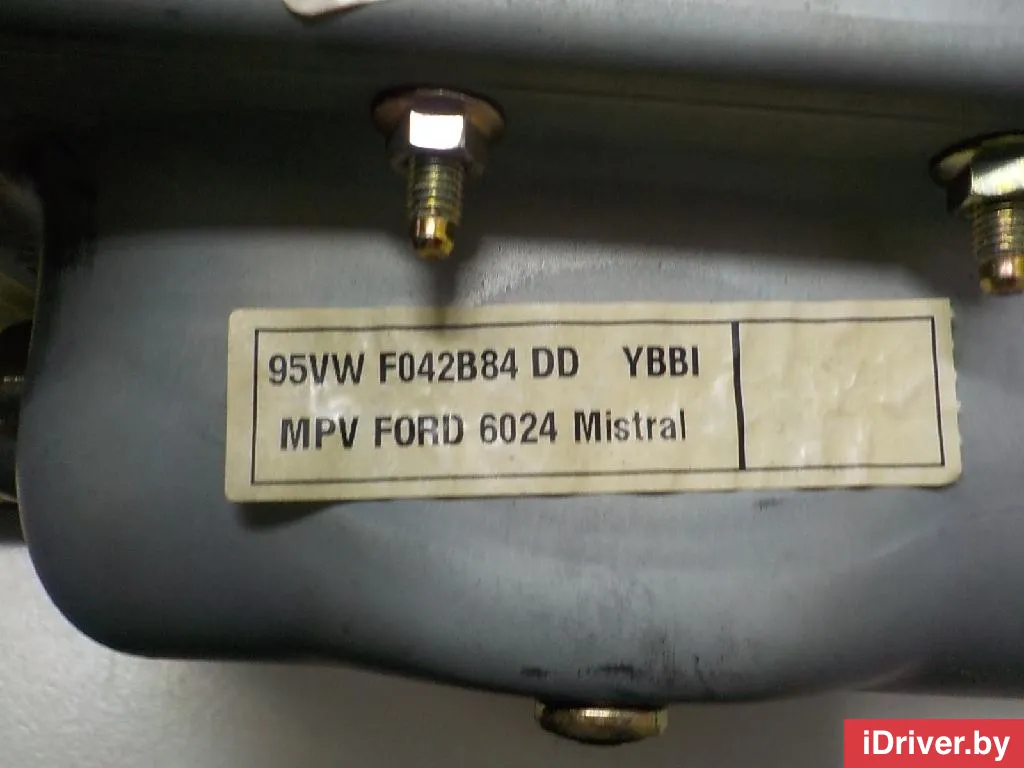 95VW F042B84 DD YBBI
MPV FORD 6024 Mistral
iDriver.by